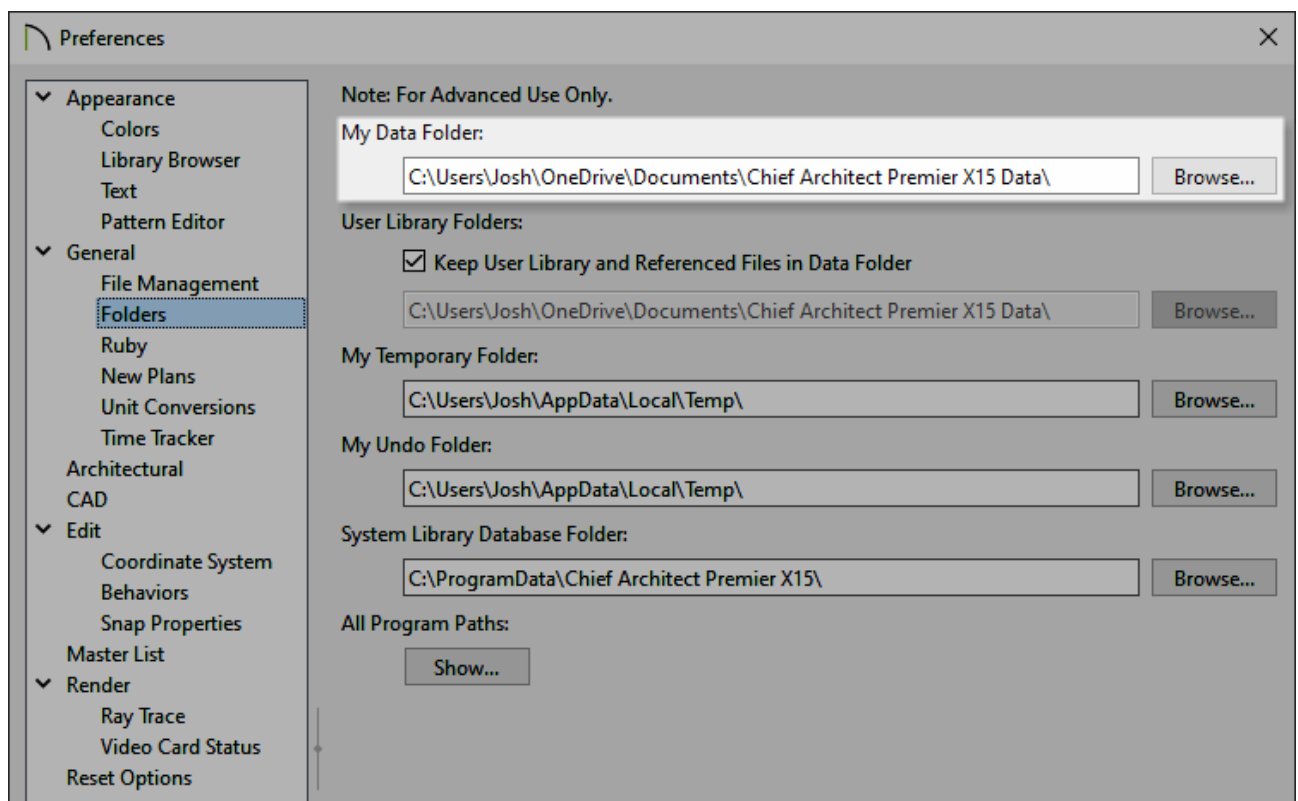 Preferences
Appearance
Colors
Library Browser
Text
Pattern Editor
General
File Management
Folders
Ruby
New Plans
Unit Conversions
Time Tracker
Architectural
CAD
Edit
Coordinate System
Behaviors
Snap Properties
Master List
Render
Ray Trace
Video Card Status
Reset Options
Note: For Advanced Use Only.
My Data Folder:
C:\Users\Josh\OneDrive\Documents\Chief Architect Premier X15 Data\ Browse...
User Library Folders:
Keep User Library and Referenced Files in Data Folder
C:\Users\Josh\OneDrive\Documents\Chief Architect Premier X15 Data\ Browse...
My Temporary Folder:
C:\Users\Josh\AppData\Local\Temp\ Browse...
My Undo Folder:
C:\Users\Josh\AppData\Local\Temp\ Browse...
System Library Database Folder:
C:\ProgramData\Chief Architect Premier X15\ Browse...
All Program Paths:
Show...